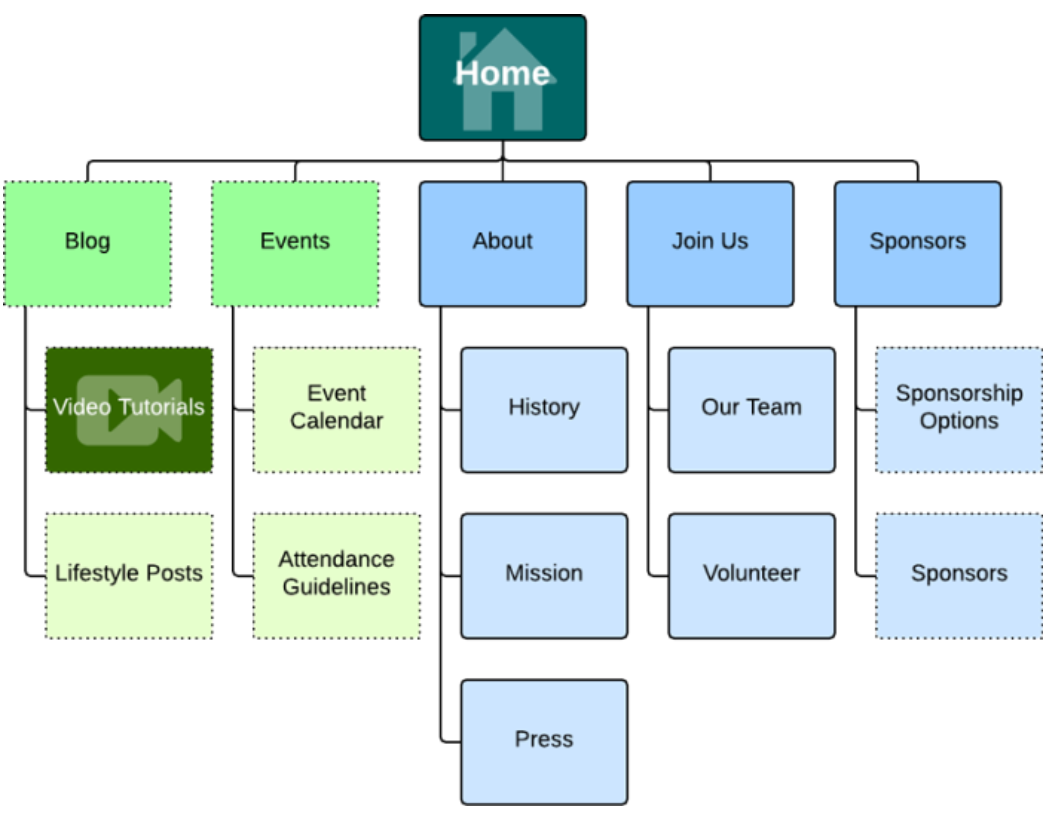 Home
Blog
Events
About
Join Us
Sponsors
Video Tutorials
Event
Calendar
History
Our Team
Sponsorship
Options
Lifestyle Posts
Attendance
Guidelines
Mission
Volunteer
Sponsors
Press